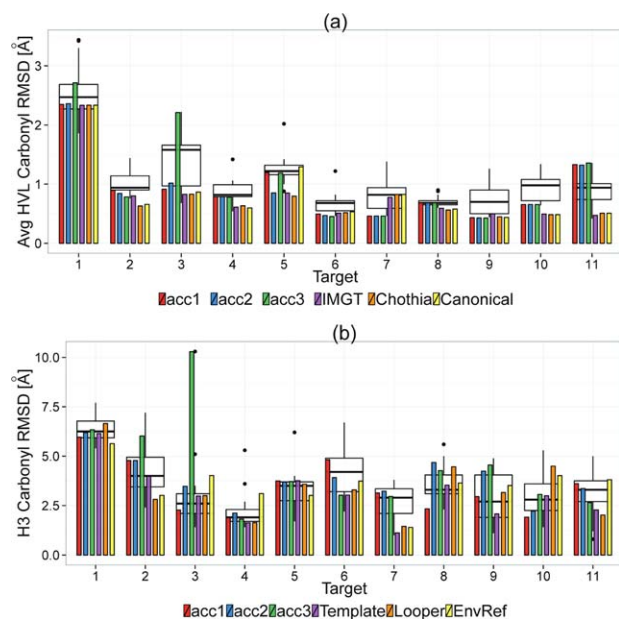 (a)
Avg HVL Carbonyl RMSD [Å]
3
2
1
0
1 2 3 4 5 6 7 8 9 10 11
Target
acc1 acc2 acc3 IMGT Chothia Canonical
(b)
H3 Carbonyl RMSD [Å]
10.0
7.5
5.0
2.5
0.0
1 2 3 4 5 6 7 8 9 10 11
Target
acc1 acc2 acc3 Template Looper EnvRef